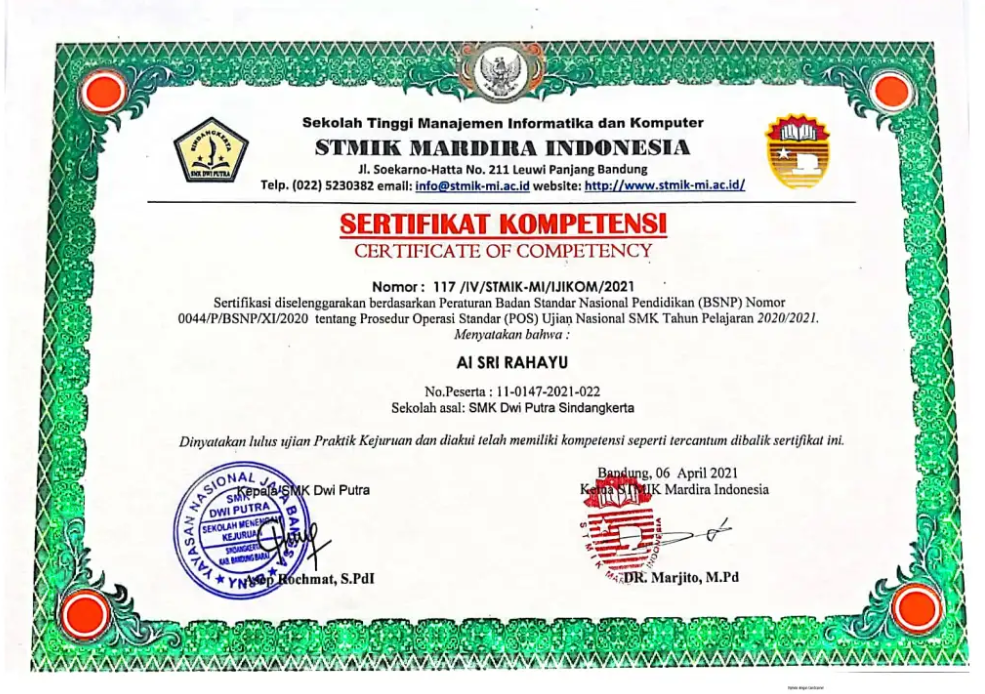 Sekolah Tinggi Manajemen Informatika dan Komputer
STMIK MARDIRA INDONESIA
Jl. Soekarno-Hatta No. 211 Leuwi Panjang Bandung
Telp. (022) 5230382 email: info@stmik-mi.ac.id website: http://www.stmik-mi.ac.id/
SINDANGKERTA
SMK DWI PUTRA
SERTIFIKAT KOMPETENSI
CERTIFICATE OF COMPETENCY
Nomor : 117 /IV/STMIK-MI/IJIKOM/2021
Sertifikasi diselenggarakan berdasarkan Peraturan Badan Standar Nasional Pendidikan (BSNP) Nomor
0044/P/BSNP/XI/2020 tentang Prosedur Operasi Standar (POS) Ujian Nasional SMK Tahun Pelajaran 2020/2021.
Menyatakan bahwa :
AI SRI RAHAYU
No.Peserta : 11-0147-2021-022
Sekolah asal: SMK Dwi Putra Sindangkerta
Dinyatakan lulus ujian Praktik Kejuruan dan diakui telah memiliki kompetensi seperti tercantum dibalik sertifikat ini.
Kepala SMK Dwi Putra
YAYASAN NASIONAL
SMK
DWI PUTRA
SEKOLAH MENENGAH
KEJURUAN
SINDANGKERTA
KAB. BANDUNG BARAT
Asep Rochmat, S.PdI
Bandung, 06 April 2021
Ketua STMIK Mardira Indonesia
STMIK INDONESIA
DR. Marjito, M.Pd